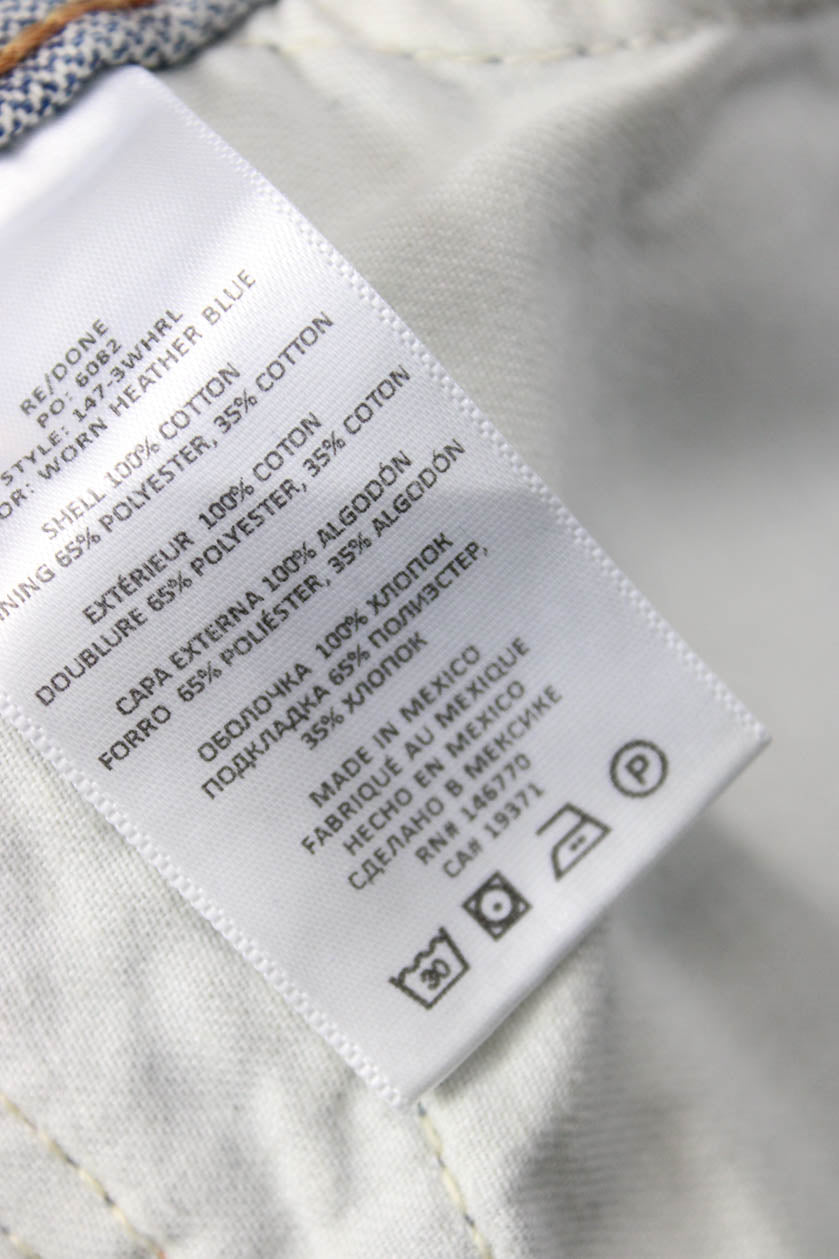 RE/DONE
PO: 6082
STYLE: 147-3WHRL
OR: WORN HEATHER BLUE
SHELL 100% COTTON
NING 65% POLYESTER, 35% COTTON
EXTÉRIEUR 100% COTON
DOUBLURE 65% POLYESTER, 35% COTON
CAPA EXTERNA 100% ALGODÓN
FORRO 65% POLIÉSTER, 35% ALGODÓN
ОБОЛОЧКА 100% ХЛОПОК
ПОДКЛАДКА 65% ПОЛИЭСТЕР,
35% ХЛОПОК
MADE IN MEXICO
FABRIQUÉ AU MEXIQUE
HECHO EN MEXICO
СДЕЛАНО В МЕКСИКЕ
RN# 146770
CA# 19371
30
P